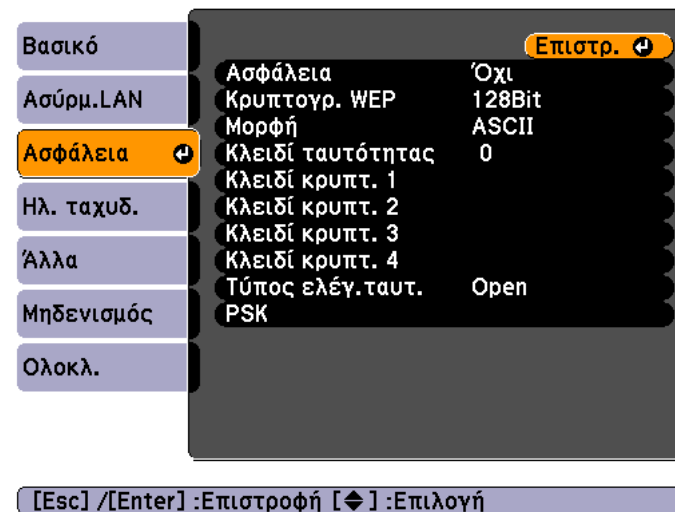 Βασικό
Ασύρμ.LAN
Ασφάλεια
Ηλ. ταχυδ.
Άλλα
Μηδενισμός
Ολοκλ.
Επιστρ.
Ασφάλεια Όχι
Κρυπτογρ. WEP 128Bit
Μορφή ASCII
Κλειδί ταυτότητας 0
Κλειδί κρυπτ. 1
Κλειδί κρυπτ. 2
Κλειδί κρυπτ. 3
Κλειδί κρυπτ. 4
Τύπος ελέγ.ταυτ. Open
PSK
[Esc] /[Enter] :Επιστροφή [◆] :Επιλογή